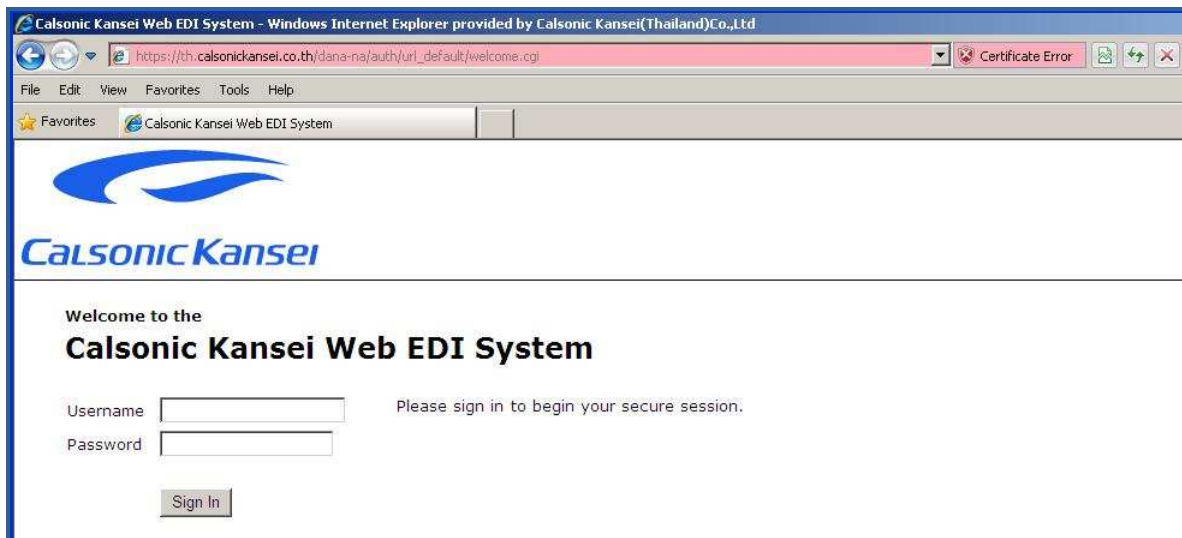 Calsonic Kansei Web EDI System - Windows Internet Explorer provided by Calsonic Kansei(Thailand)Co.,Ltd
https://th.calsonickansei.co.th/dana-na/auth/url_default/welcome.cgi Certificate Error
File Edit View Favorites Tools Help
Favorites Calsonic Kansei Web EDI System
CALSONIC KANSEI
Welcome to the
Calsonic Kansei Web EDI System
Username Please sign in to begin your secure session.
Password
Sign In